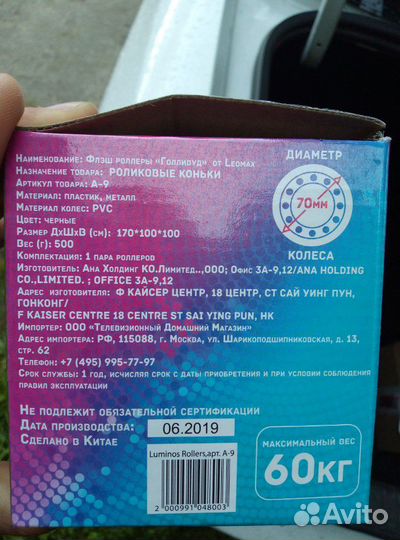 Наименование: Флэш роллеры «Голливуд» от Leomax
Назначение товара: РОЛИКОВЫЕ КОНЬКИ
Артикул товара: А-9
Материал: пластик, металл
Материал колес: PVC
Цвет: черные
Размер ДхШхВ (см): 170*100*100
Вес (г): 500
Комплектация: 1 пара роллеров
Изготовитель: Ана Холдинг КО.Лимитед..,ООО; Офис 3А-9,12/ANA HOLDING
CO.,LIMITED. ; OFFICE 3A-9,12
Адрес изготовителя: Ф КАЙСЕР ЦЕНТР, 18 ЦЕНТР, СТ САЙ УИНГ ПУН,
ГОНКОНГ/
F KAISER CENTRE 18 CENTRE ST SAI YING PUN, HK
Импортер: ООО «Телевизионный Домашний Магазин»
Адрес импортера: РФ, 115088, г. Москва, ул. Шарикоподшипниковская, д. 13,
стр. 62
Телефон: +7 (495) 995-77-97
Срок службы: 1 год, исчисляя срок с даты приобретения и при условии соблюдения
правил эксплуатации
ДИАМЕТР
70мм
КОЛЕСА
Не подлежит обязательной сертификации
Дата производства: 06.2019
Сделано в Китае
Luminos Rollers,арт. А-9
2 000991 048003
МАКСИМАЛЬНЫЙ ВЕС
60КГ
Avito